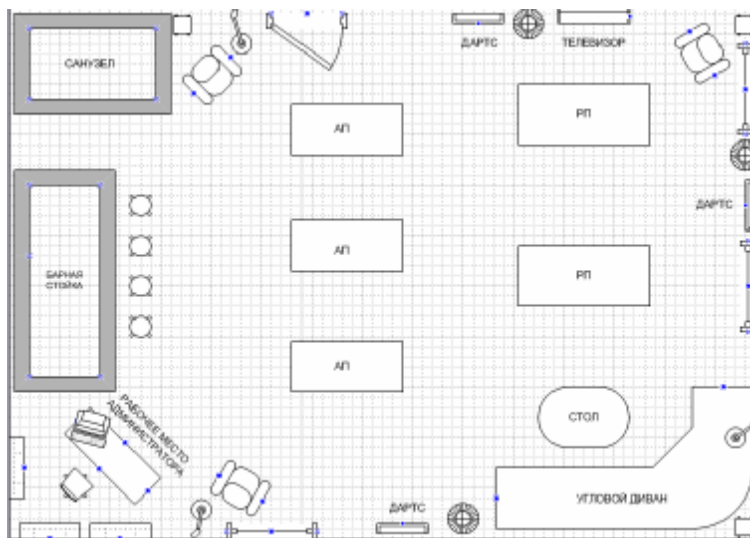 САНУЗЕЛ
ДАРТС
ТЕЛЕВИЗОР
АП
РП
ДАРТС
АП
РП
БАРНАЯ
СТОЙКА
АП
РАБОЧЕЕ МЕСТО
АДМИНИСТРАТОРА
СТОЛ
УГЛОВОЙ ДИВАН
ДАРТС